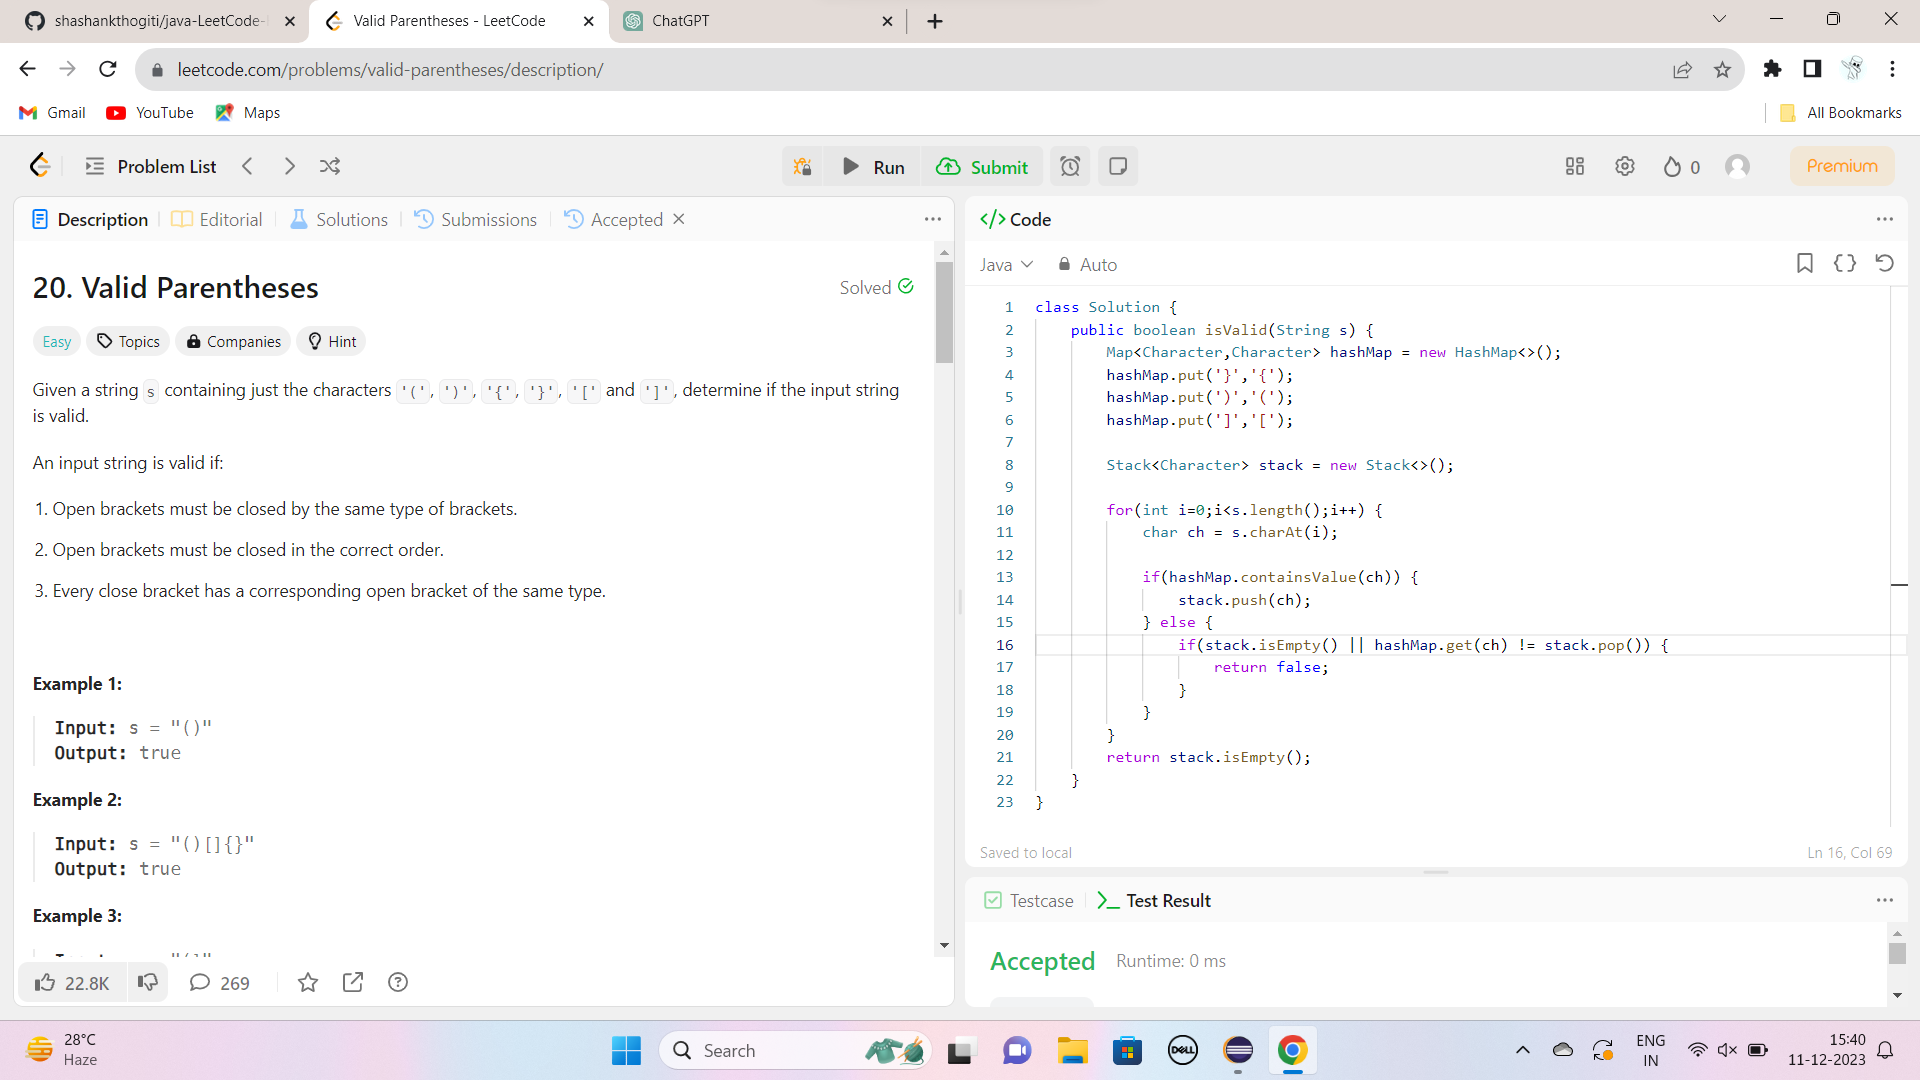 shashankthogiti/java-LeetCode-
Valid Parentheses - LeetCode
ChatGPT
leetcode.com/problems/valid-parentheses/description/
Gmail
YouTube
Maps
All Bookmarks
Problem List
Run
Submit
0
Premium
Description
Editorial
Solutions
Submissions
Accepted
20. Valid Parentheses
Solved
Easy
Topics
Companies
Hint
Given a string s containing just the characters '(', ')', '{', '}', '[' and ']', determine if the input string
is valid.
An input string is valid if:
1. Open brackets must be closed by the same type of brackets.
2. Open brackets must be closed in the correct order.
3. Every close bracket has a corresponding open bracket of the same type.
Example 1:
Input: s = "()"
Output: true
Example 2:
Input: s = "()[]{}"
Output: true
Example 3:
22.8K
269
</> Code
Java
Auto
1 class Solution {
2 public boolean isValid(String s) {
3 Map<Character,Character> hashMap = new HashMap<>();
4 hashMap.put('}','{');
5 hashMap.put(')','(');
6 hashMap.put(']','[');
7
8 Stack<Character> stack = new Stack<>();
9
10 for(int i=0;i<s.length();i++) {
11 char ch = s.charAt(i);
12
13 if(hashMap.containsValue(ch)) {
14 stack.push(ch);
15 } else {
16 if(stack.isEmpty() || hashMap.get(ch) != stack.pop()) {
17 return false;
18 }
19 }
20 }
21 return stack.isEmpty();
22 }
23 }
Saved to local
Ln 16, Col 69
Testcase
Test Result
Accepted
Runtime: 0 ms
28°C
Haze
Search
DELL
ENG
IN
15:40
11-12-2023